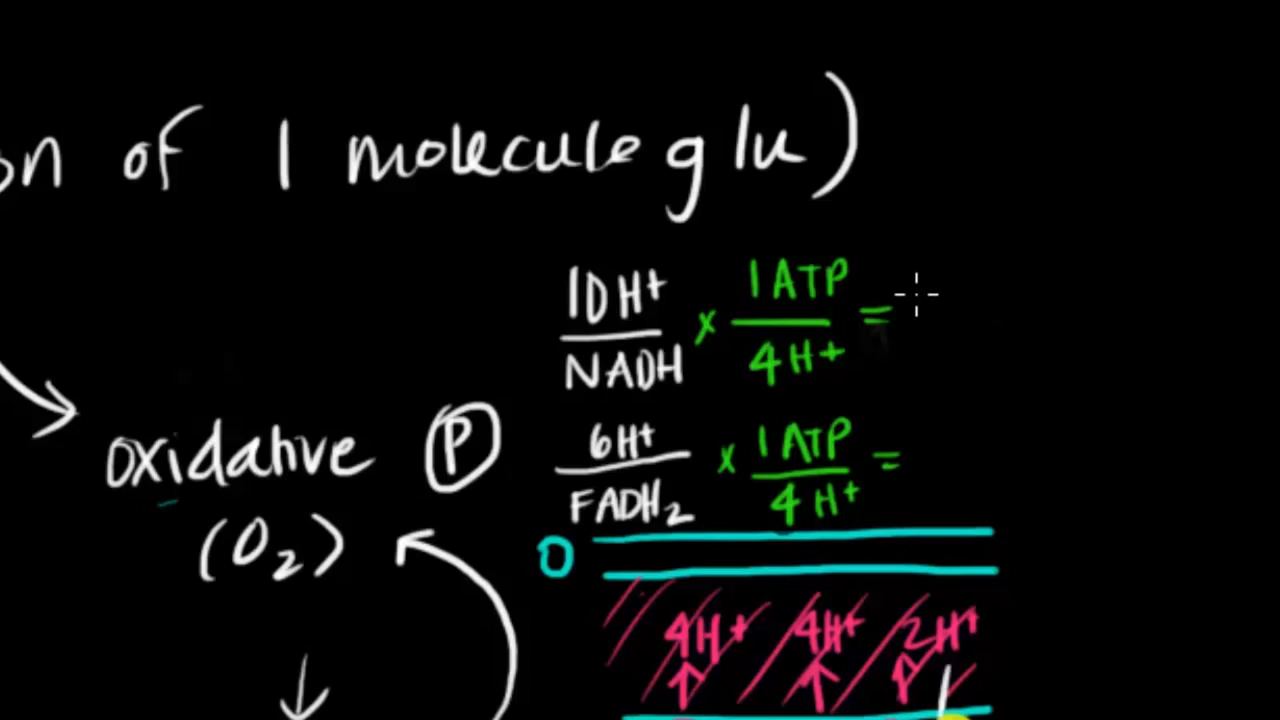 on of 1 molecule glu)
10H+ / NADH × 1 ATP / 4H+ =
oxidative P
6H+ / FADH₂ × 1 ATP / 4H+ =
(O₂)
O
4H+ 4H+ 2H+